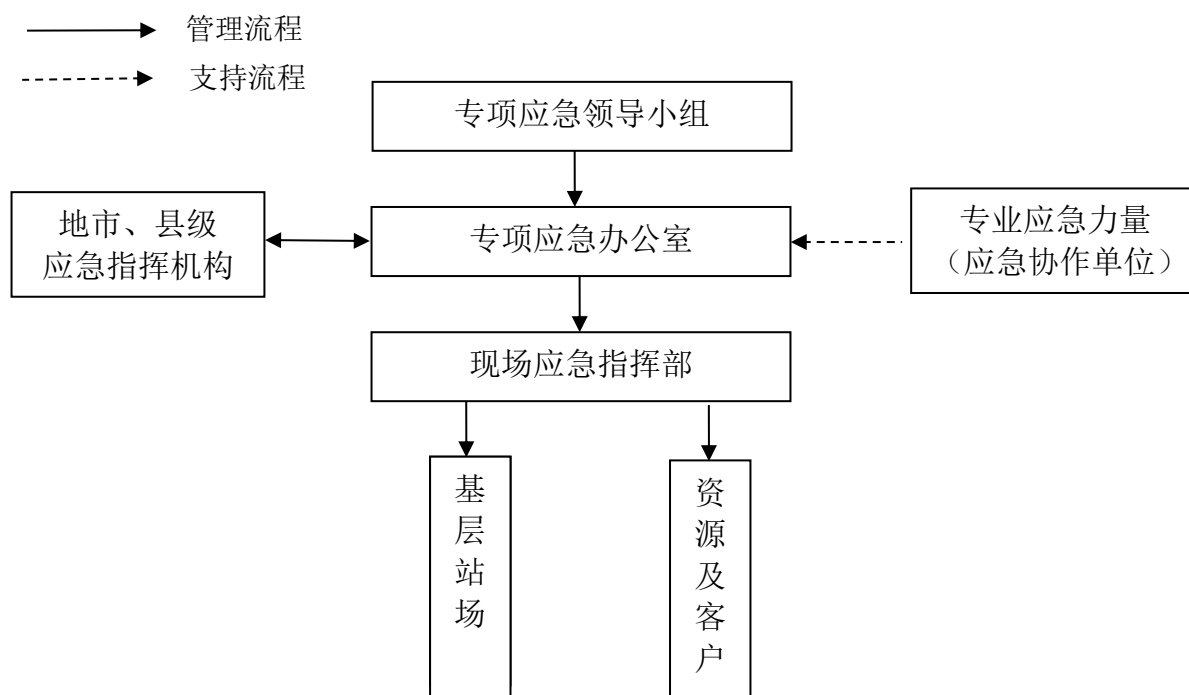 管理流程
支持流程
专项应急领导小组
地市、县级
应急指挥机构
专项应急办公室
专业应急力量
（应急协作单位）
现场应急指挥部
基层站场
资源及客户